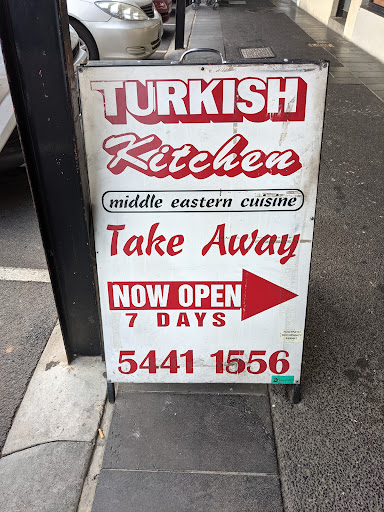 TURKISH
Kitchen
middle eastern cuisine
Take Away
NOW OPEN
7 DAYS
5441 1556